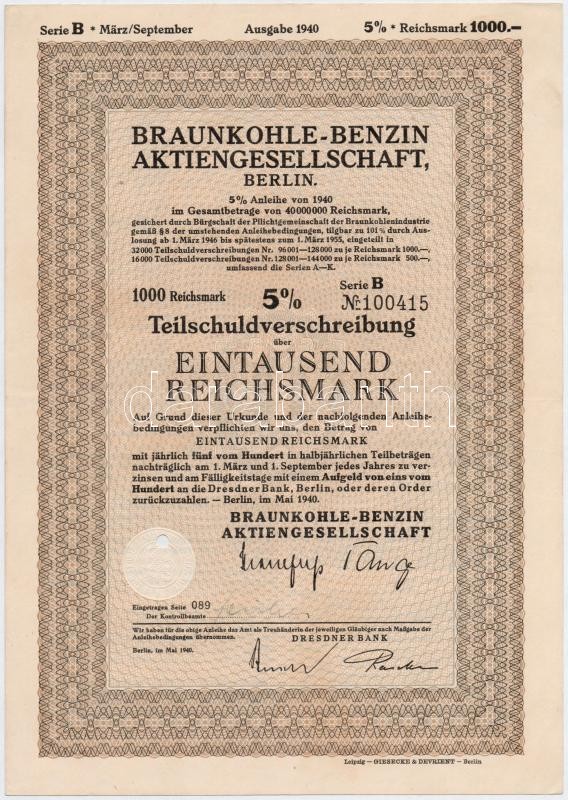 Serie B * März/September Ausgabe 1940 5% * Reichsmark 1000.—
BRAUNKOHLE-BENZIN
AKTIENGESELLSCHAFT,
BERLIN.
5% Anleihe von 1940
im Gesamtbetrage von 40000000 Reichsmark,
gesichert durch Bürgschaft der Pflichtgemeinschaft der Braunkohlenindustrie
gemäß § 8 der umstehenden Anleihebedingungen, tilgbar zu 101% durch Aus-
losung ab 1. März 1946 bis spätestens zum 1. März 1955, eingeteilt in
32000 Teilschuldverschreibungen Nr. 96001—128000 zu je Reichsmark 1000.—,
16000 Teilschuldverschreibungen Nr. 128001—144000 zu je Reichsmark 500.—,
umfassend die Serien A—K.
1000 Reichsmark 5% Serie B
№ 100415
Teilschuldverschreibung
über
EINTAUSEND
REICHSMARK
Auf Grund dieser Urkunde und der nachfolgenden Anleihe-
bedingungen verpflichten wir uns, den Betrag von
EINTAUSEND REICHSMARK
mit jährlich fünf vom Hundert in halbjährlichen Teilbeträgen
nachträglich am 1. März und 1. September jedes Jahres zu ver-
zinsen und am Fälligkeitstage mit einem Aufgeld von eins vom
Hundert an die Dresdner Bank, Berlin, oder deren Order
zurückzuzahlen. — Berlin, im Mai 1940.
BRAUNKOHLE-BENZIN
AKTIENGESELLSCHAFT
Eingetragen Seite 089
Der Kontrollbeamte
Wir haben für die obige Anleihe das Amt als Treuhänderin der jeweiligen Gläubiger nach Maßgabe der
Anleihebedingungen übernommen. DRESDNER BANK
Berlin, im Mai 1940.
Leipzig — GIESECKE & DEVRIENT — Berlin